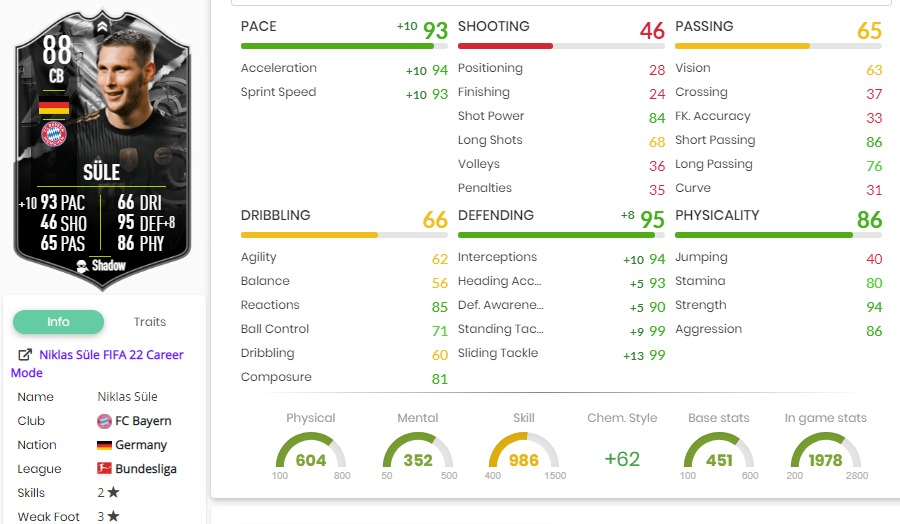 88
CB
SÜLE
+10 93 PAC 66 DRI
46 SHO 95 DEF+8
65 PAS 86 PHY
Shadow
Info Traits
Niklas Süle FIFA 22 Career
Mode
Name Niklas Süle
Club FC Bayern
Nation Germany
League Bundesliga
Skills 2 ★
Weak Foot 3 ★
PACE +10 93
Acceleration +10 94
Sprint Speed +10 93
SHOOTING 46
Positioning 28
Finishing 24
Shot Power 84
Long Shots 68
Volleys 36
Penalties 35
PASSING 65
Vision 63
Crossing 37
FK. Accuracy 33
Short Passing 86
Long Passing 76
Curve 31
DRIBBLING 66
Agility 62
Balance 56
Reactions 85
Ball Control 71
Dribbling 60
Composure 81
DEFENDING +8 95
Interceptions +10 94
Heading Acc... +5 93
Def. Awarene... +5 90
Standing Tac... +9 99
Sliding Tackle +13 99
PHYSICALITY 86
Jumping 40
Stamina 80
Strength 94
Aggression 86
Physical Mental Skill Chem. Style Base stats In game stats
604 352 986 +62 451 1978
100 800 50 500 400 1500 100 600 200 2800